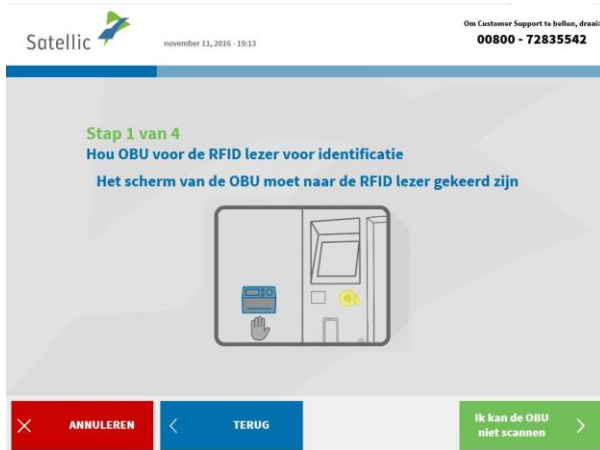 Satellic
november 11, 2016 - 19:13
Om Customer Support te bellen, draai
00800 - 72835542
Stap 1 van 4
Hou OBU voor de RFID lezer voor identificatie
Het scherm van de OBU moet naar de RFID lezer gekeerd zijn
ANNULEREN
TERUG
Ik kan de OBU
niet scannen